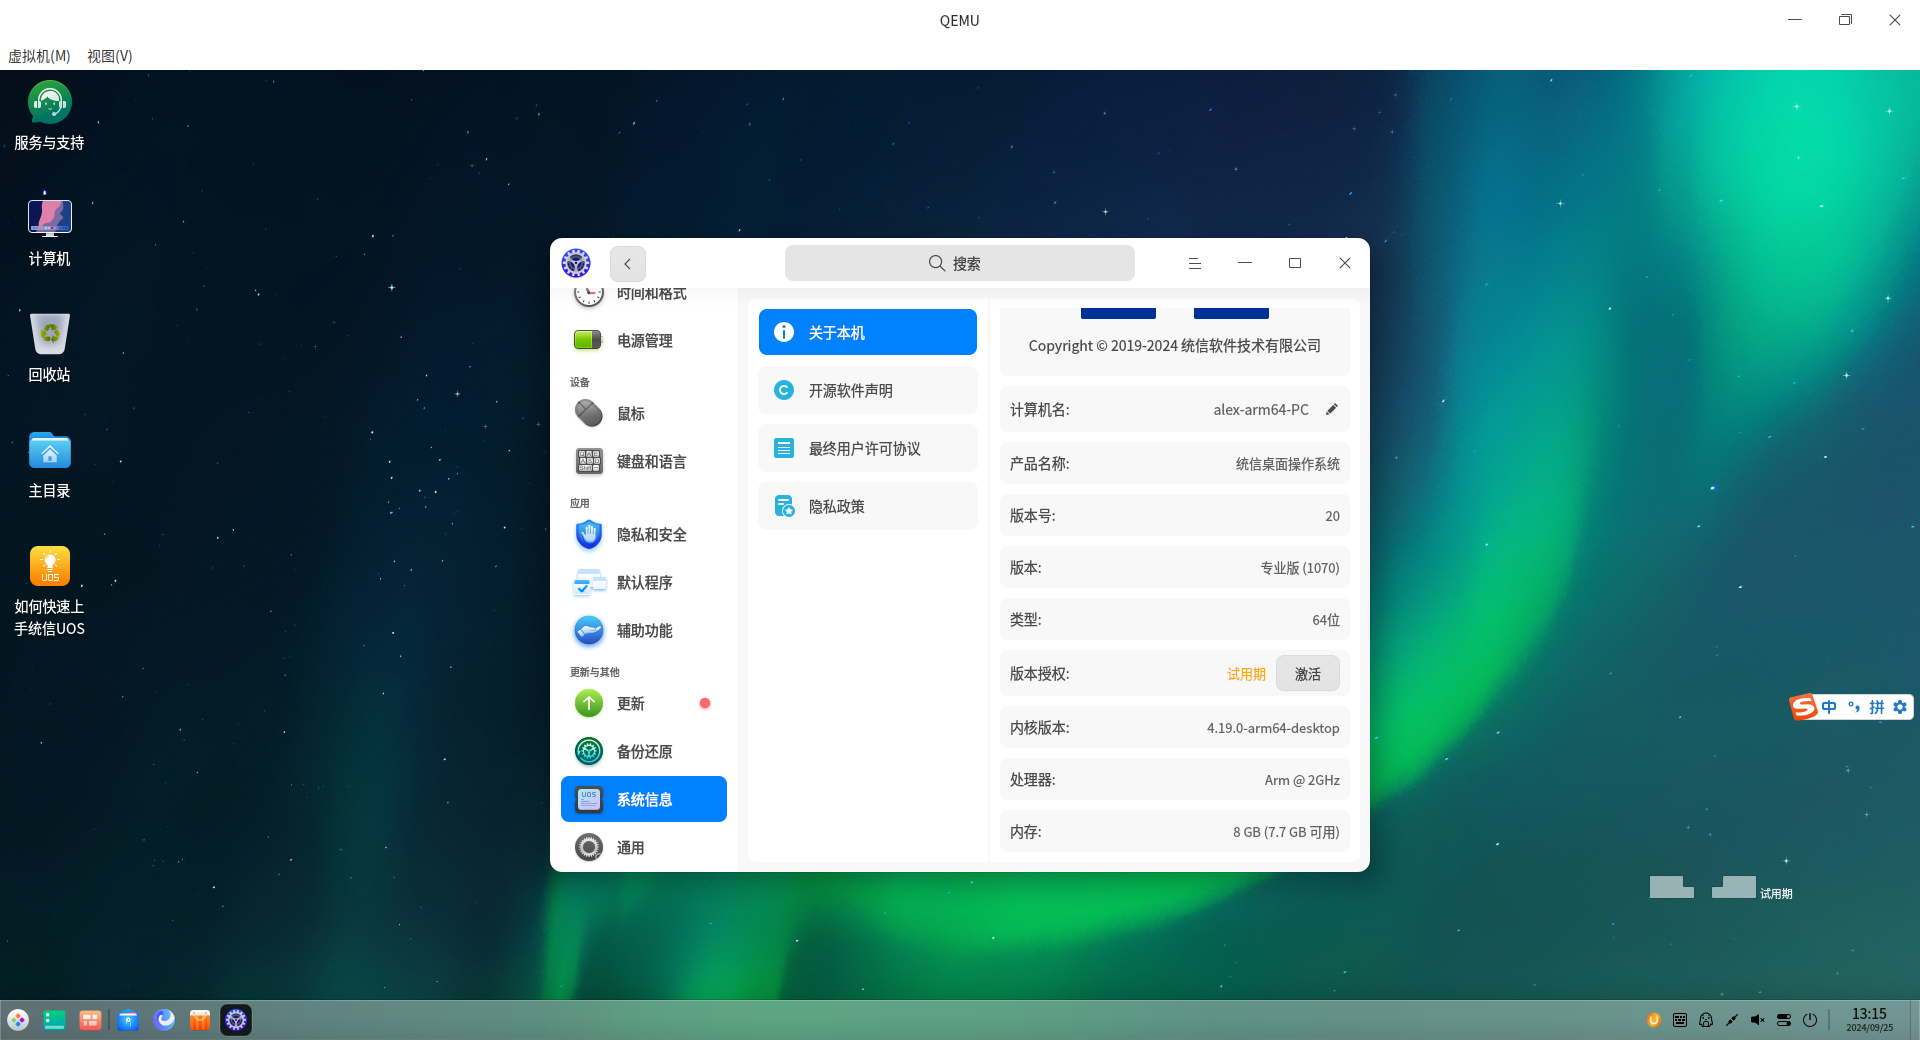 QEMU
虚拟机(M) 视图(V)
服务与支持
计算机
回收站
主目录
UOS
如何快速上
手统信UOS
搜索
时间和格式
电源管理
设备
鼠标
键盘和语言
应用
隐私和安全
默认程序
辅助功能
更新与其他
更新
备份还原
UOS
系统信息
通用
关于本机
开源软件声明
最终用户许可协议
隐私政策
Copyright © 2019-2024 统信软件技术有限公司
计算机名: alex-arm64-PC
产品名称: 统信桌面操作系统
版本号: 20
版本: 专业版 (1070)
类型: 64位
版本授权: 试用期 激活
内核版本: 4.19.0-arm64-desktop
处理器: Arm @ 2GHz
内存: 8 GB (7.7 GB 可用)
中 °, 拼
试用期
13:15
2024/09/25